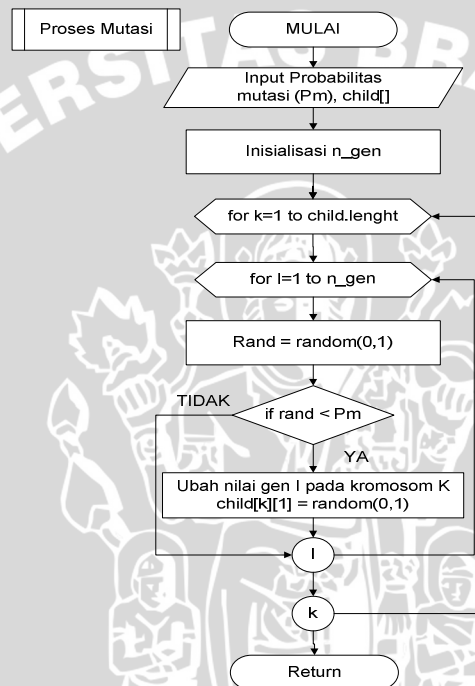 Proses Mutasi
MULAI
ERSITAS BRA
Input Probabilitas
mutasi (Pm), child[]
Inisialisasi n_gen
for k=1 to child.lenght
for l=1 to n_gen
Rand = random(0,1)
TIDAK
if rand < Pm
YA
Ubah nilai gen l pada kromosom K
child[k][1] = random(0,1)
l
k
Return